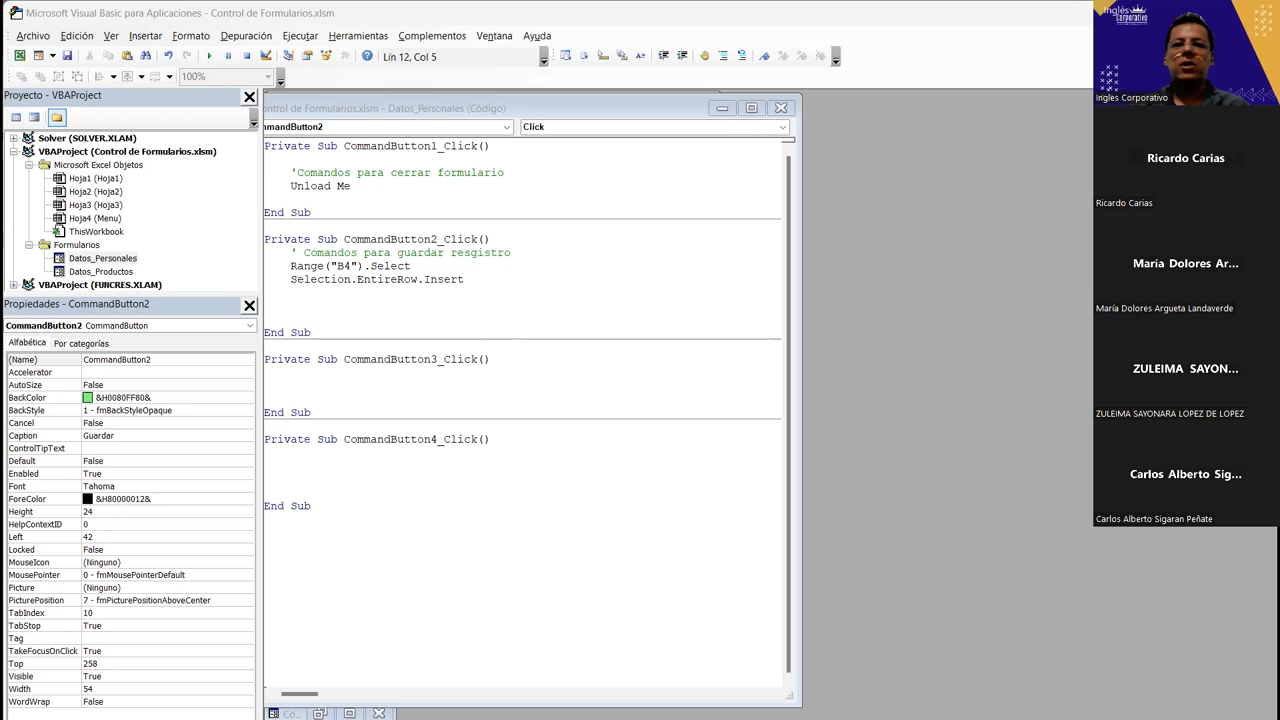 Microsoft Visual Basic para Aplicaciones - Control de Formularios.xlsm
Archivo Edición Ver Insertar Formato Depuración Ejecutar Herramientas Complementos Ventana Ayuda
Lín 12, Col 5
100%
Proyecto - VBAProject
Solver (SOLVER.XLAM)
VBAProject (Control de Formularios.xlsm)
Microsoft Excel Objetos
Hoja1 (Hoja1)
Hoja2 (Hoja2)
Hoja3 (Hoja3)
Hoja4 (Menu)
ThisWorkbook
Formularios
Datos_Personales
Datos_Productos
VBAProject (FUNCRES.XLAM)
Propiedades - CommandButton2
CommandButton2 CommandButton
Alfabética Por categorías
(Name) CommandButton2
Accelerator
AutoSize False
BackColor &H0080FF80&
BackStyle 1 - fmBackStyleOpaque
Cancel False
Caption Guardar
ControlTipText
Default False
Enabled True
Font Tahoma
ForeColor &H80000012&
Height 24
HelpContextID 0
Left 42
Locked False
MouseIcon (Ninguno)
MousePointer 0 - fmMousePointerDefault
Picture (Ninguno)
PicturePosition 7 - fmPicturePositionAboveCenter
TabIndex 10
TabStop True
Tag
TakeFocusOnClick True
Top 258
Visible True
Width 54
WordWrap False
ontrol de Formularios.xlsm - Datos_Personales (Código)
mmandButton2 Click
Private Sub CommandButton1_Click()
'Comandos para cerrar formulario
Unload Me
End Sub
Private Sub CommandButton2_Click()
' Comandos para guardar resgistro
Range("B4").Select
Selection.EntireRow.Insert
End Sub
Private Sub CommandButton3_Click()
End Sub
Private Sub CommandButton4_Click()
End Sub
Co...
Inglés
Corporativo
Ingles Corporativo
Ricardo Carias
Ricardo Carias
María Dolores Ar...
María Dolores Argueta Landaverde
ZULEIMA SAYON...
ZULEIMA SAYONARA LOPEZ DE LOPEZ
Carlos Alberto Sig...
Carlos Alberto Sigaran Peñate